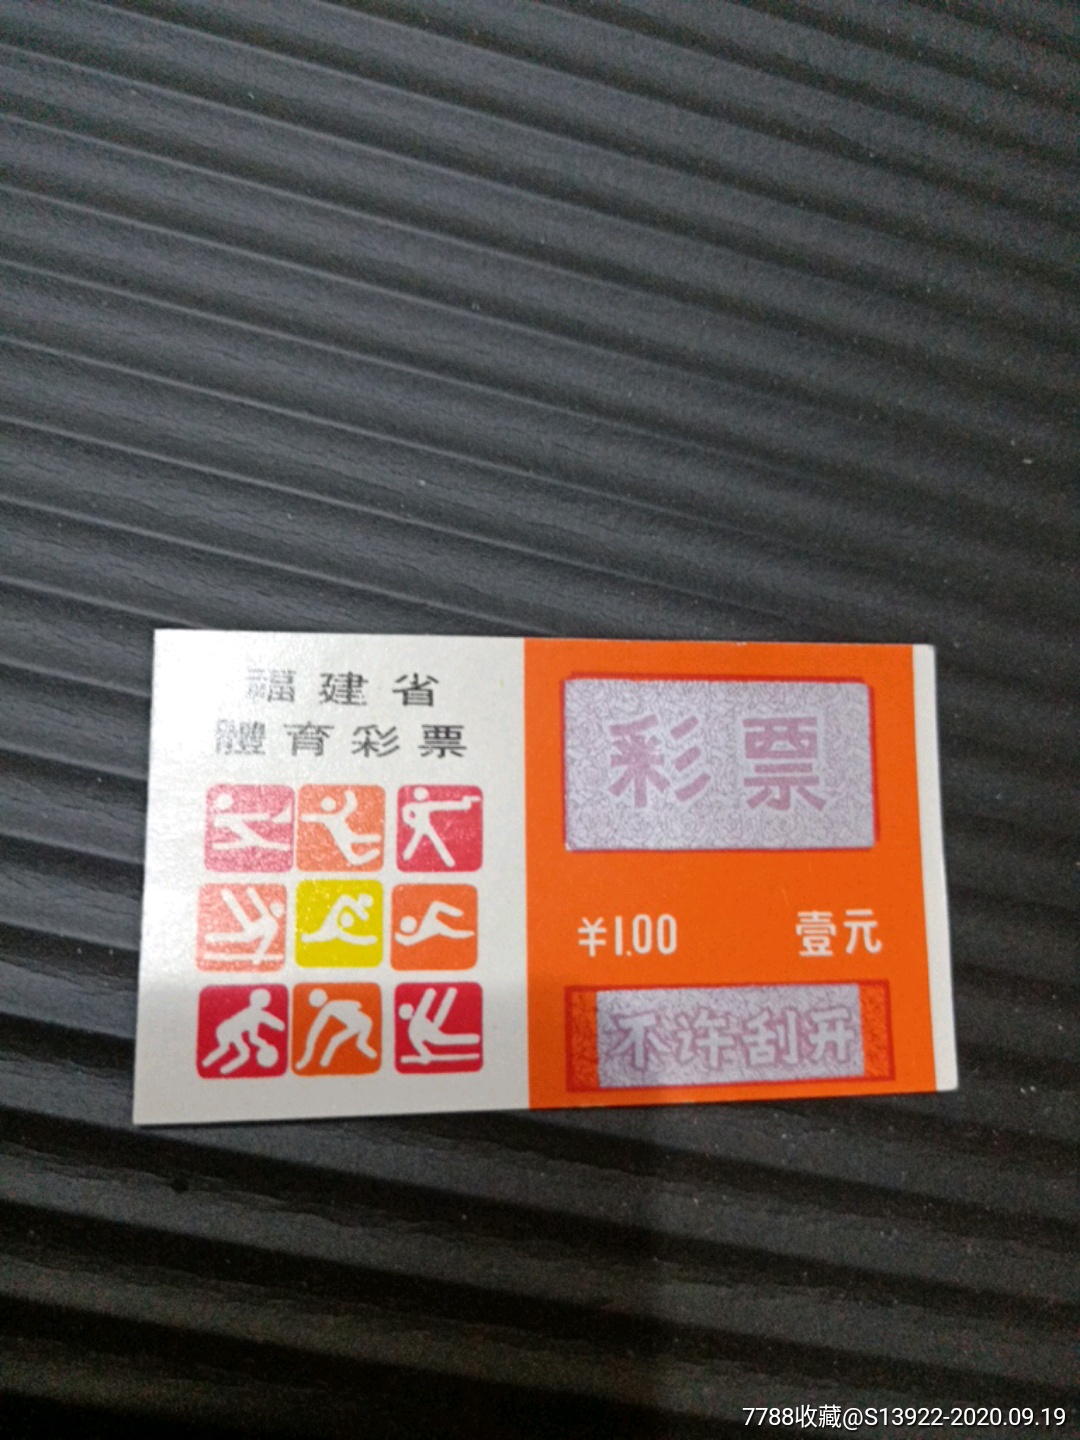 福建省
體育彩票
彩票
¥1.00 壹元
不许刮开
7788收藏@S13922-2020.09.19